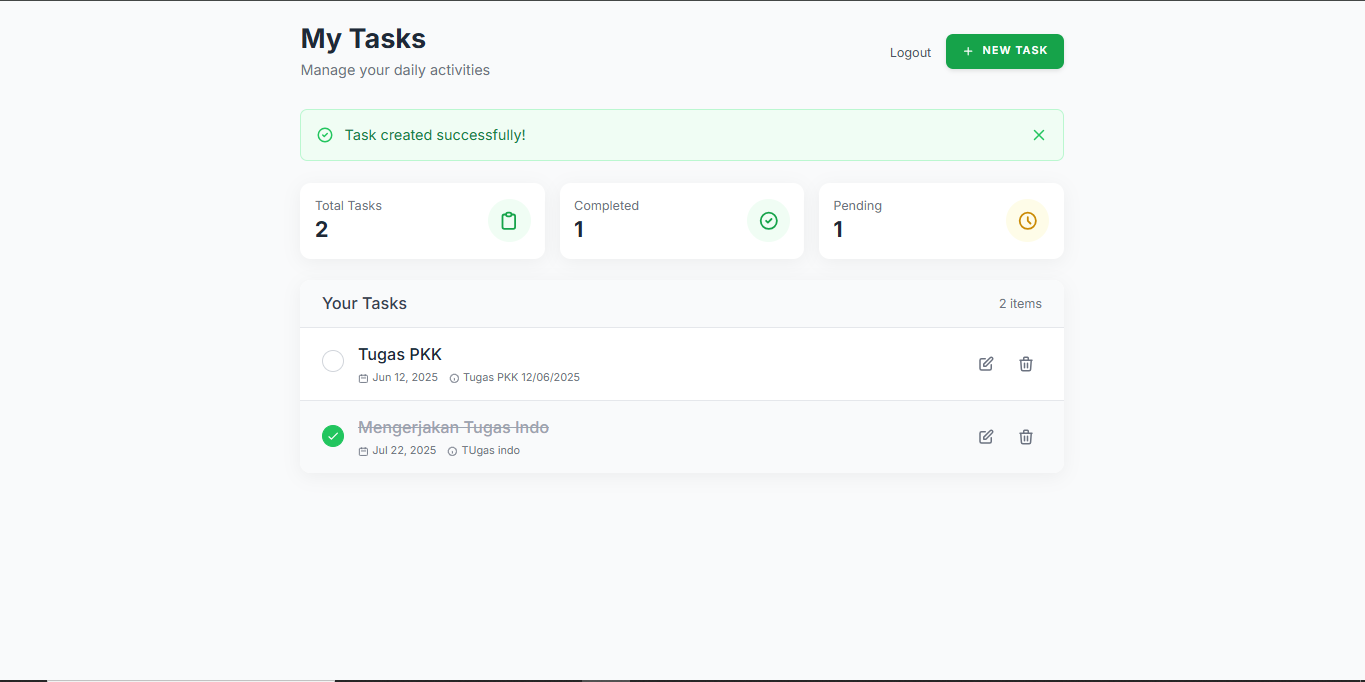 My Tasks
Manage your daily activities
Logout
+ NEW TASK
Task created successfully!
Total Tasks
2
Completed
1
Pending
1
Your Tasks
2 items
Tugas PKK
Jun 12, 2025 Tugas PKK 12/06/2025
Mengerjakan Tugas Indo
Jul 22, 2025 TUgas indo